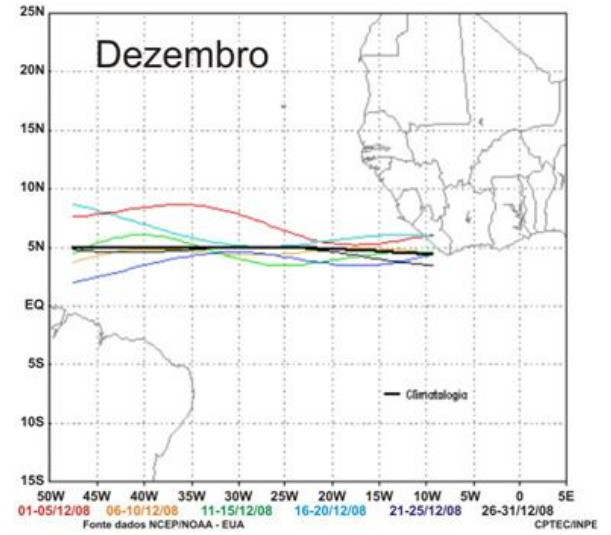 25N
Dezembro
20N
15N
10N
5N
EQ
5S
Climatologia
10S
15S
50W 45W 40W 35W 30W 25W 20W 15W 10W 5W 0 5E
01-05/12/08 06-10/12/08 11-15/12/08 16-20/12/08 21-25/12/08 26-31/12/08
Fonte dados NCEP/NOAA - EUA CPTEC/INPE